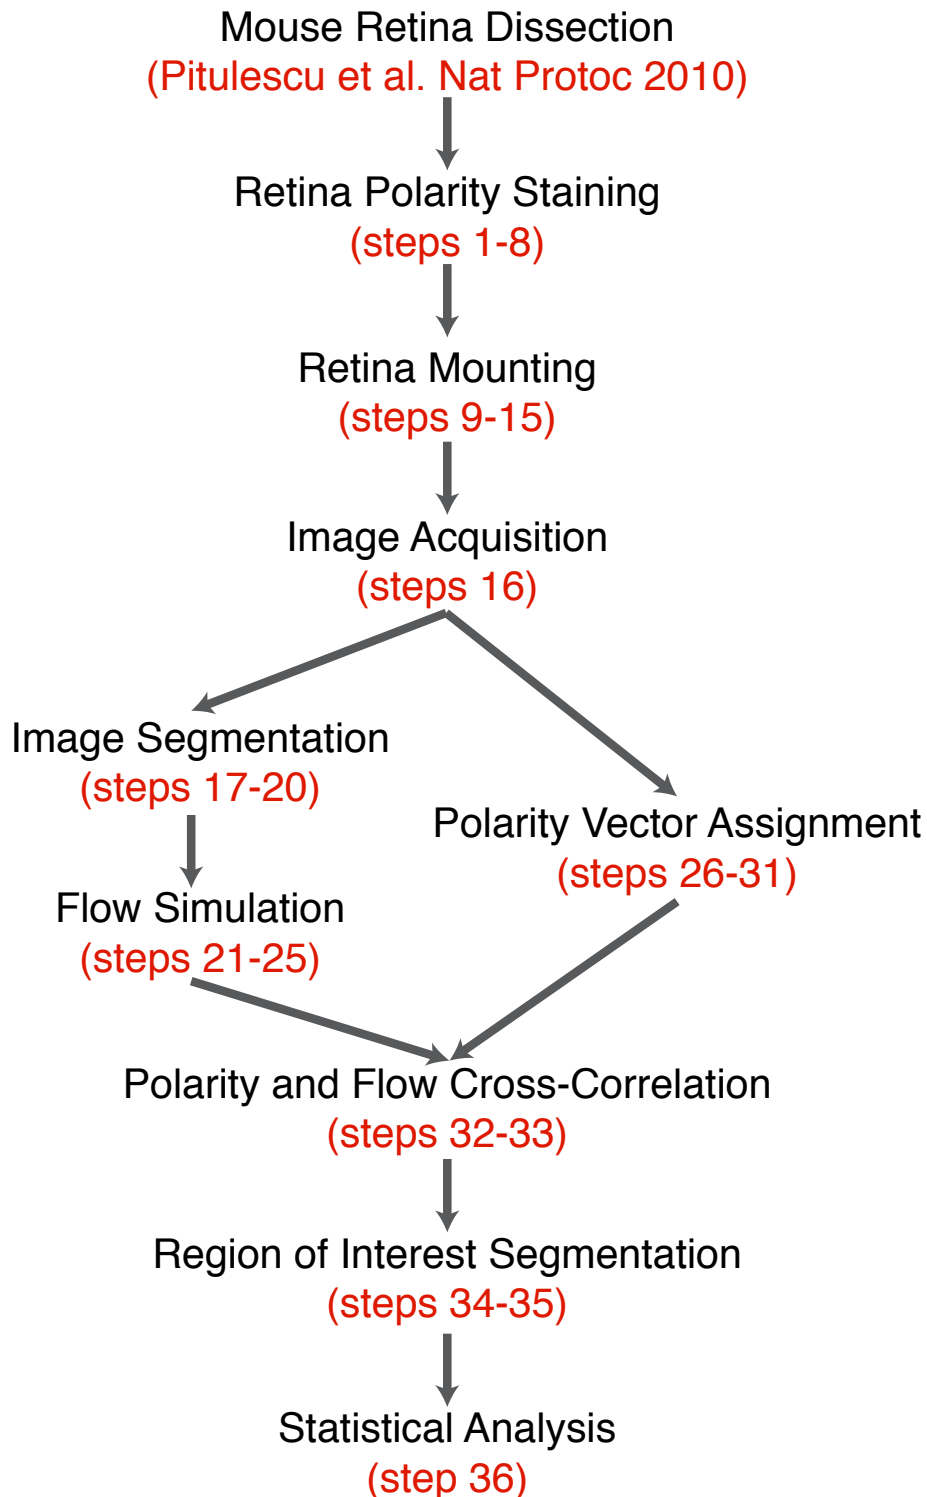 Mouse Retina Dissection
(Pitulescu et al. Nat Protoc 2010)
Retina Polarity Staining
(steps 1-8)
Retina Mounting
(steps 9-15)
Image Acquisition
(steps 16)
Image Segmentation
(steps 17-20)
Polarity Vector Assignment
(steps 26-31)
Flow Simulation
(steps 21-25)
Polarity and Flow Cross-Correlation
(steps 32-33)
Region of Interest Segmentation
(steps 34-35)
Statistical Analysis
(step 36)